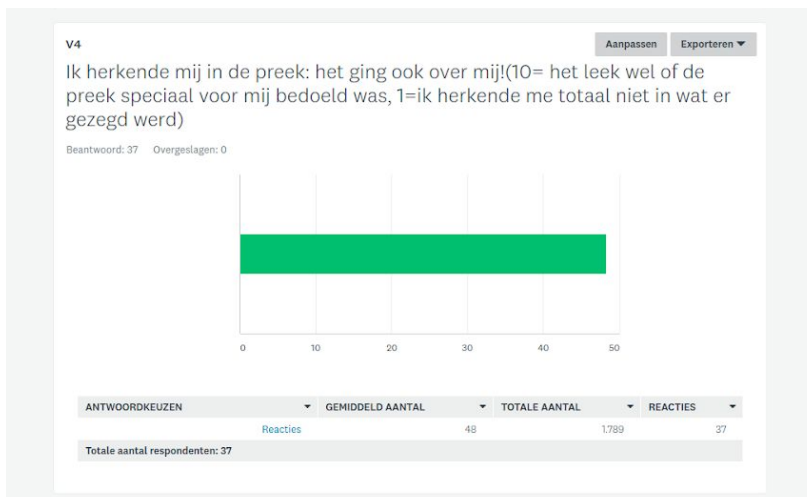 V4
Aanpassen Exporteren
Ik herkende mij in de preek: het ging ook over mij!(10= het leek wel of de
preek speciaal voor mij bedoeld was, 1=ik herkende me totaal niet in wat er
gezegd werd)
Beantwoord: 37 Overgeslagen: 0
0 10 20 30 40 50
ANTWOORDKEUZEN GEMIDDELD AANTAL TOTALE AANTAL REACTIES
Reacties 48 1.789 37
Totale aantal respondenten: 37